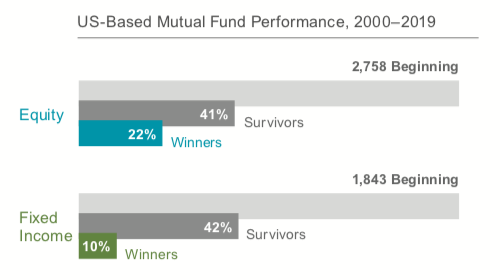 US-Based Mutual Fund Performance, 2000–2019
2,758 Beginning
Equity
41%
Survivors
22%
Winners
1,843 Beginning
Fixed
Income
42%
Survivors
10%
Winners